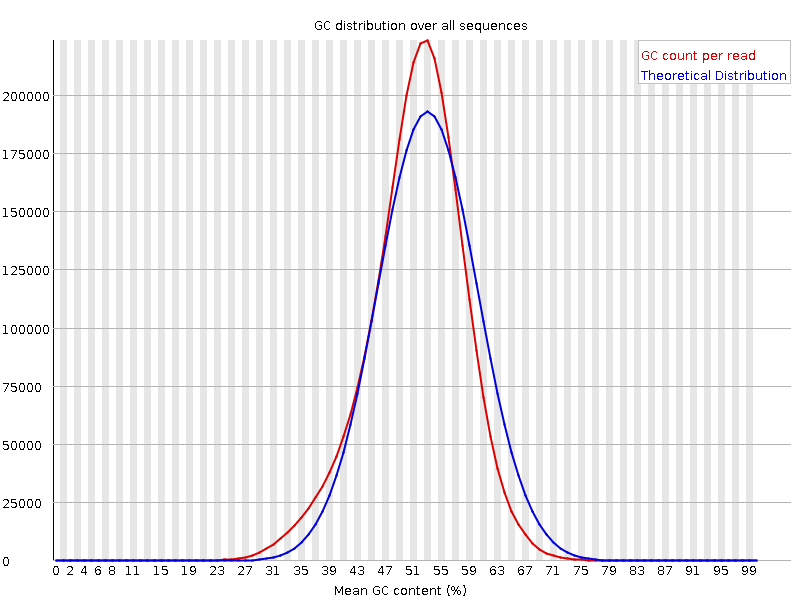 GC distribution over all sequences
GC count per read
Theoretical Distribution
200000
175000
150000
125000
100000
75000
50000
25000
0
0 2 4 6 8 11 15 19 23 27 31 35 39 43 47 51 55 59 63 67 71 75 79 83 87 91 95 99
Mean GC content (%)